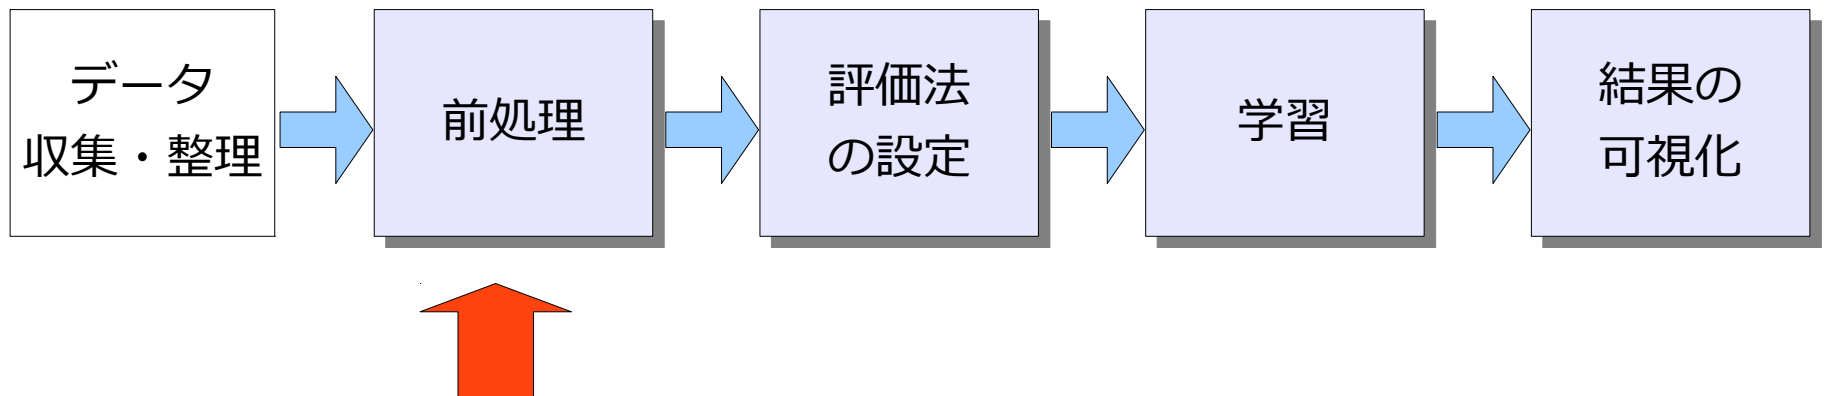 データ
収集・整理
前処理
評価法
の設定
学習
結果の
可視化